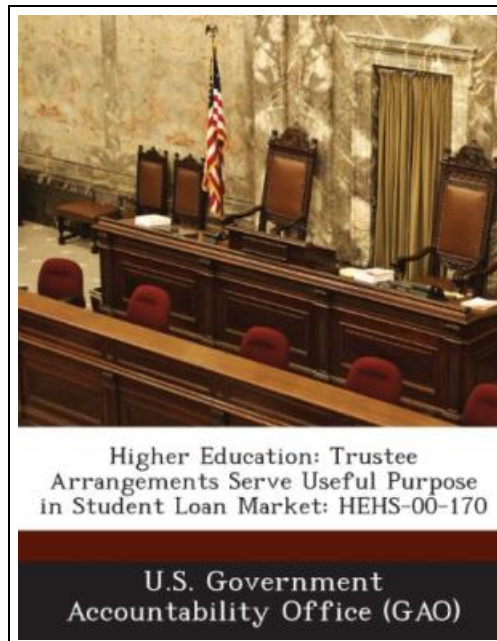 Higher Education: Trustee
Arrangements Serve Useful Purpose
in Student Loan Market: HEHS-00-170
U.S. Government
Accountability Office (GAO)